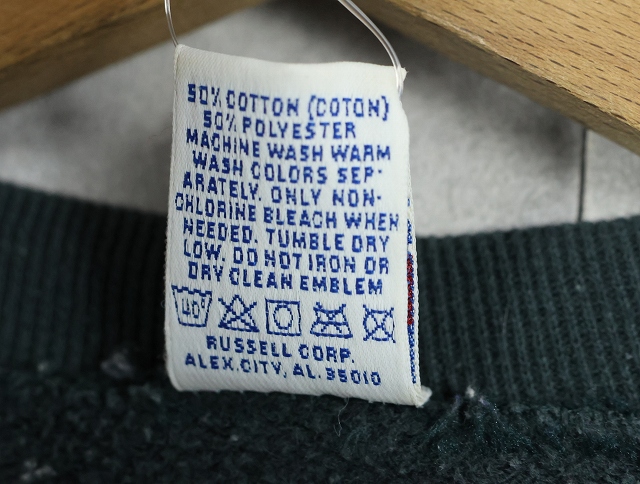 50% COTTON (COTON)
50% POLYESTER
MACHINE WASH WARM
WASH COLORS SEP-
ARATELY. ONLY NON-
CHLORINE BLEACH WHEN
NEEDED. TUMBLE DRY
LOW. DO NOT IRON OR
DRY CLEAN EMBLEM
40°
RUSSELL CORP.
ALEX.CITY, AL. 35010